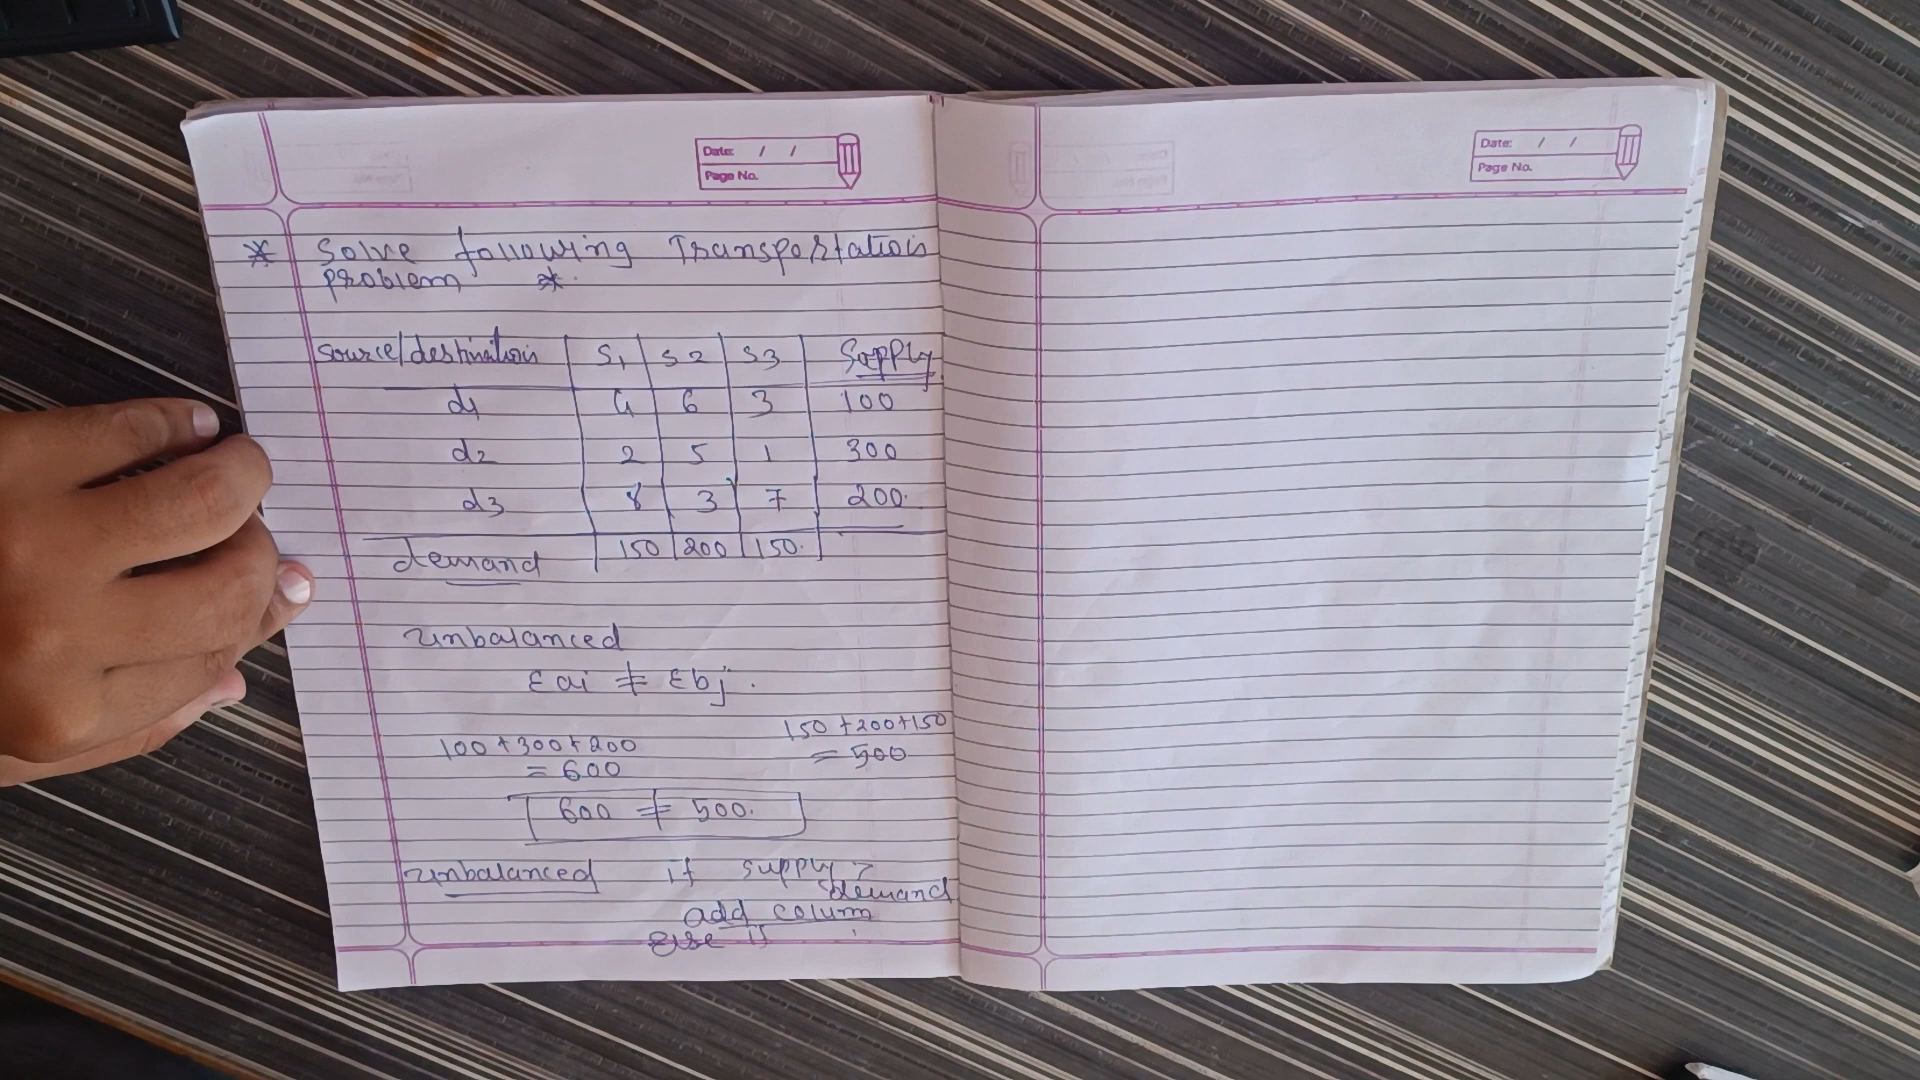 Date: / /
Page No.
Date: / /
Page No.
* Solve following Transportation
problem *.
source/destination S1 S2 S3 Supply
d1 4 6 3 100
d2 2 5 1 300
d3 8 3 7 200.
demand 150 200 150.
unbalanced
Σai ≠ Σbj.
100+300+200
= 600
150+200+150
= 500
600 ≠ 500.
unbalanced if supply >
demand
add column
else if